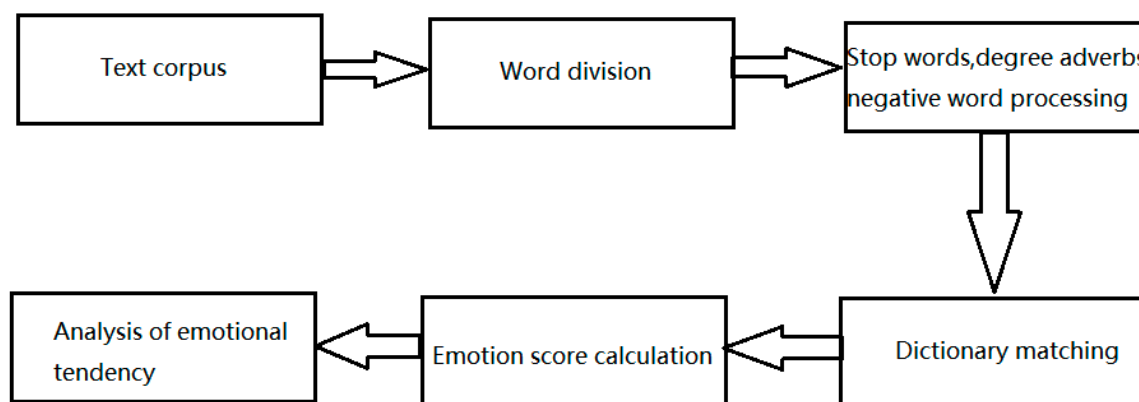 Text corpus
Word division
Stop words,degree adverbs
negative word processing
Analysis of emotional
tendency
Emotion score calculation
Dictionary matching